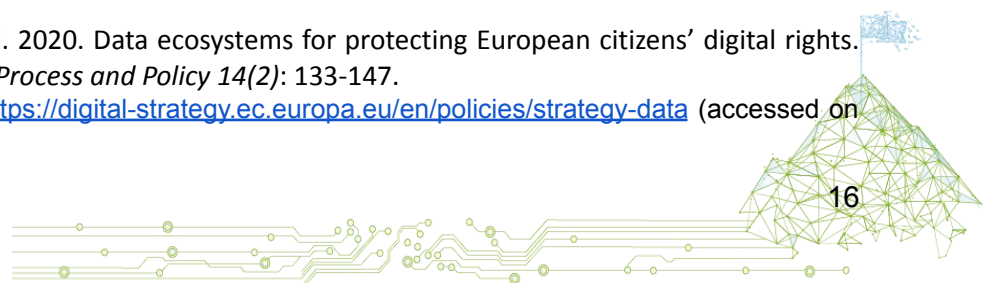 . 2020. Data ecosystems for protecting European citizens’ digital rights.
Process and Policy 14(2): 133-147.
tps://digital-strategy.ec.europa.eu/en/policies/strategy-data (accessed on
16